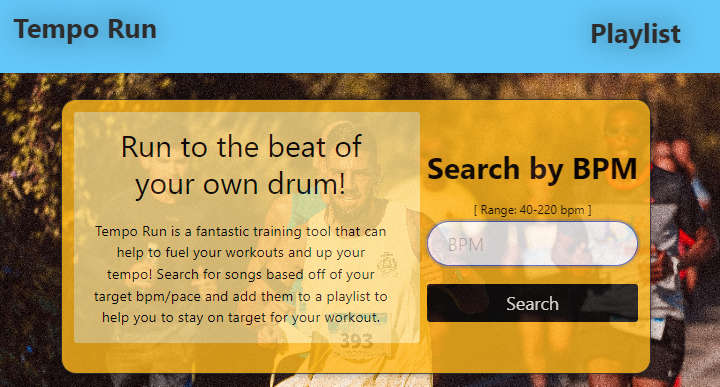 Tempo Run
Playlist
Run to the beat of
your own drum!
Tempo Run is a fantastic training tool that can
help to fuel your workouts and up your
tempo! Search for songs based off of your
target bpm/pace and add them to a playlist to
help you to stay on target for your workout.
Search by BPM
[ Range: 40-220 bpm ]
BPM
Search
393